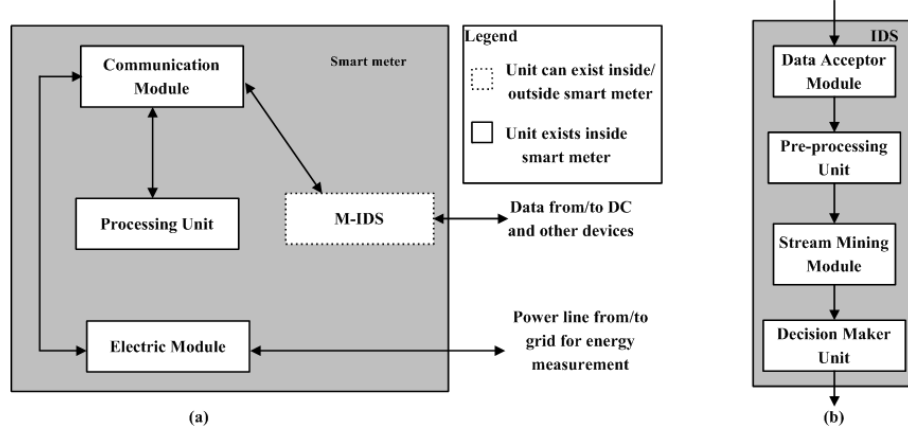 Smart meter
Communication
Module
Processing Unit
M-IDS
Electric Module
Legend
Unit can exist inside/
outside smart meter
Unit exists inside
smart meter
Data from/to DC
and other devices
Power line from/to
grid for energy
measurement
(a)
IDS
Data Acceptor
Module
Pre-processing
Unit
Stream Mining
Module
Decision Maker
Unit
(b)